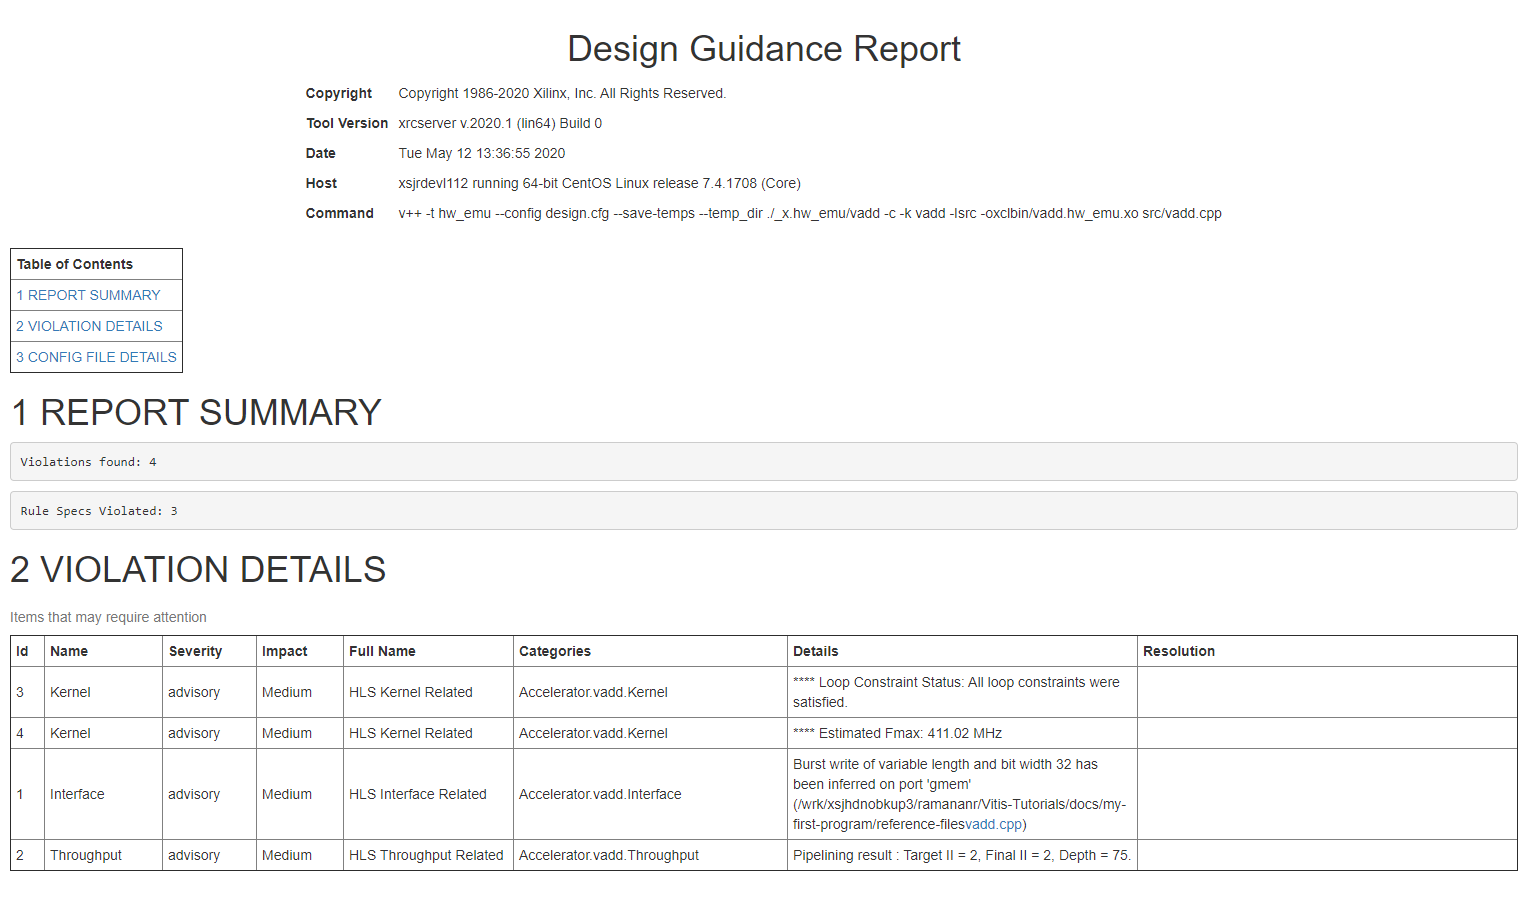 Design Guidance Report
Copyright Copyright 1986-2020 Xilinx, Inc. All Rights Reserved.
Tool Version xrcserver v.2020.1 (lin64) Build 0
Date Tue May 12 13:36:55 2020
Host xsjrdevl112 running 64-bit CentOS Linux release 7.4.1708 (Core)
Command v++ -t hw_emu --config design.cfg --save-temps --temp_dir ./_x.hw_emu/vadd -c -k vadd -Isrc -oxclbin/vadd.hw_emu.xo src/vadd.cpp
Table of Contents
1 REPORT SUMMARY
2 VIOLATION DETAILS
3 CONFIG FILE DETAILS
1 REPORT SUMMARY
Violations found: 4
Rule Specs Violated: 3
2 VIOLATION DETAILS
Items that may require attention
Id Name Severity Impact Full Name Categories Details Resolution
3 Kernel advisory Medium HLS Kernel Related Accelerator.vadd.Kernel **** Loop Constraint Status: All loop constraints were
satisfied.
4 Kernel advisory Medium HLS Kernel Related Accelerator.vadd.Kernel **** Estimated Fmax: 411.02 MHz
1 Interface advisory Medium HLS Interface Related Accelerator.vadd.Interface Burst write of variable length and bit width 32 has
been inferred on port 'gmem'
(/wrk/xsjhdnobkup3/ramananr/Vitis-Tutorials/docs/my-
first-program/reference-filesvadd.cpp)
2 Throughput advisory Medium HLS Throughput Related Accelerator.vadd.Throughput Pipelining result : Target II = 2, Final II = 2, Depth = 75.